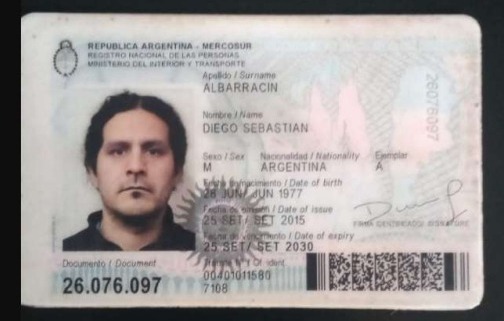 REPUBLICA ARGENTINA - MERCOSUR
REGISTRO NACIONAL DE LAS PERSONAS
MINISTERIO DEL INTERIOR Y TRANSPORTE
Apellido / Surname
ALBARRACIN
Nombre / Name
DIEGO SEBASTIAN
Sexo / Sex Nacionalidad / Nationality Ejemplar
M ARGENTINA A
Fecha de nacimiento / Date of birth
26 JUN/ JUN 1977
Fecha de emisión / Date of issue
25 SET/ SET 2015
FIRMA IDENTIFICADO/ SIGNATURE
Fecha de vencimiento / Date of expiry
25 SET/ SET 2030
Documento / Document
26.076.097
ident.
00401011580
7108
26076097